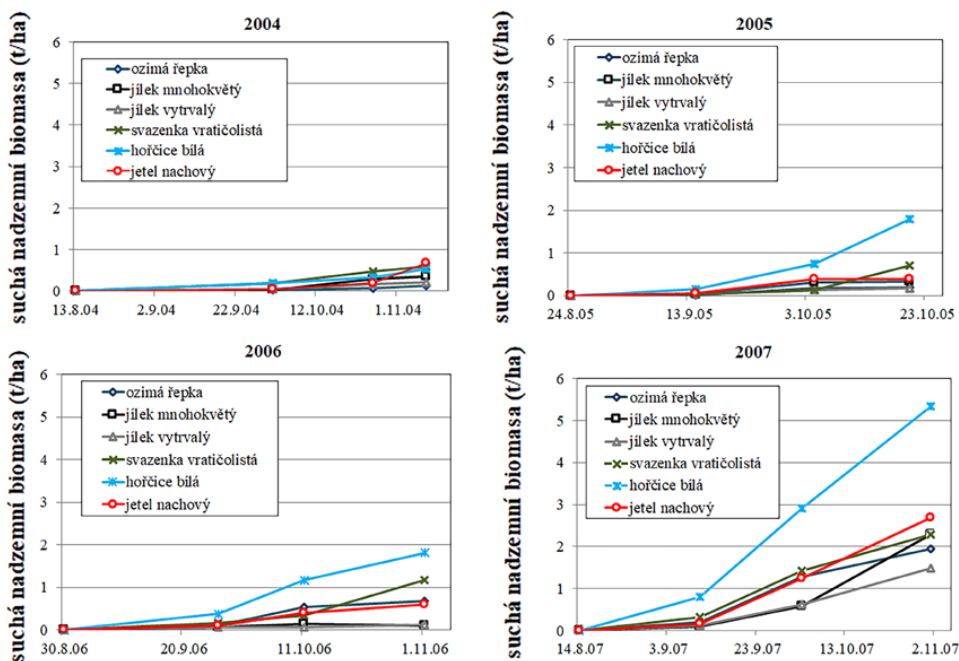 2004
suchá nadzemní biomasa (t/ha)
6
5
4
3
2
1
0
ozimá řepka
jílek mnohokvětý
jílek vytrvalý
svazenka vratičolistá
hořčice bílá
jetel nachový
13.8.04 2.9.04 22.9.04 12.10.04 1.11.04
2005
suchá nadzemní biomasa (t/ha)
6
5
4
3
2
1
0
ozimá řepka
jílek mnohokvětý
jílek vytrvalý
svazenka vratičolistá
hořčice bílá
jetel nachový
24.8.05 13.9.05 3.10.05 23.10.05
2006
suchá nadzemní biomasa (t/ha)
6
5
4
3
2
1
0
ozimá řepka
jílek mnohokvětý
jílek vytrvalý
svazenka vratičolistá
hořčice bílá
jetel nachový
30.8.06 20.9.06 11.10.06 1.11.06
2007
suchá nadzemní biomasa (t/ha)
6
5
4
3
2
1
0
ozimá řepka
jílek mnohokvětý
jílek vytrvalý
svazenka vratičolistá
hořčice bílá
jetel nachový
14.8.07 3.9.07 23.9.07 13.10.07 2.11.07